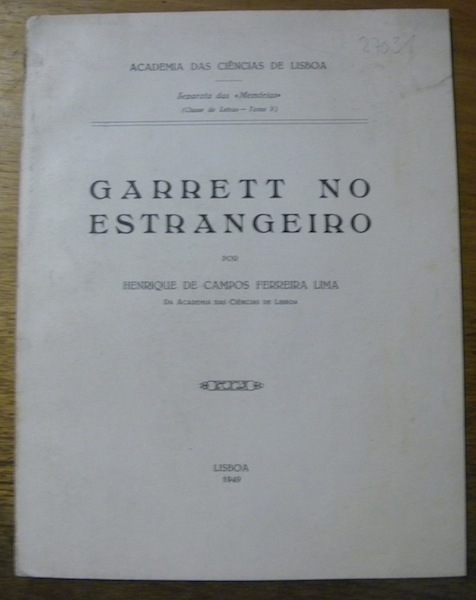 27031
ACADEMIA DAS CIÊNCIAS DE LISBOA
Separata das «Memórias»
(Classe de Letras — Tomo V)
GARRETT NO
ESTRANGEIRO
POR
HENRIQUE DE CAMPOS FERREIRA LIMA
DA ACADEMIA DAS CIÊNCIAS DE LISBOA
LISBOA
1949